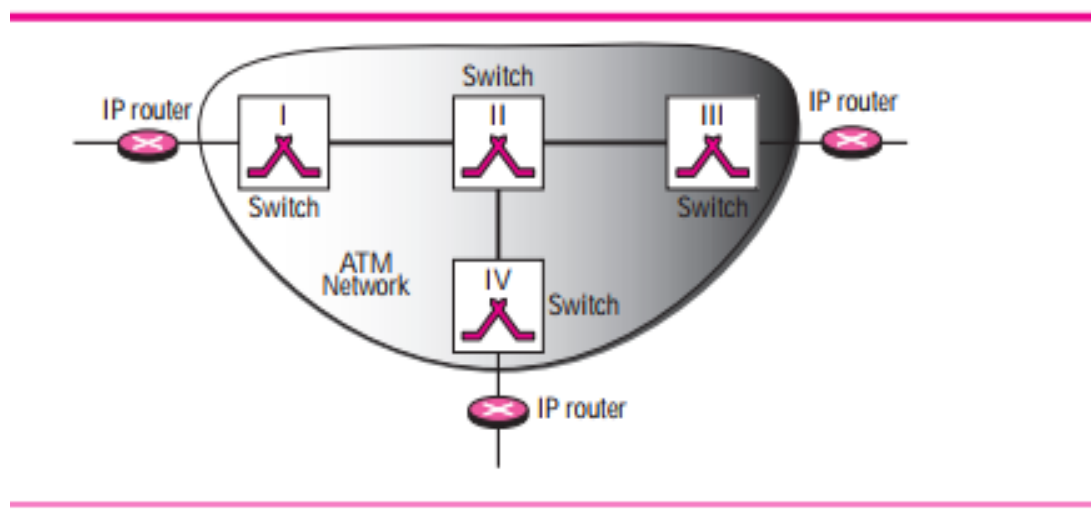 Switch
IP router
I
II
III
IP router
Switch
Switch
ATM
Network
IV
Switch
IP router